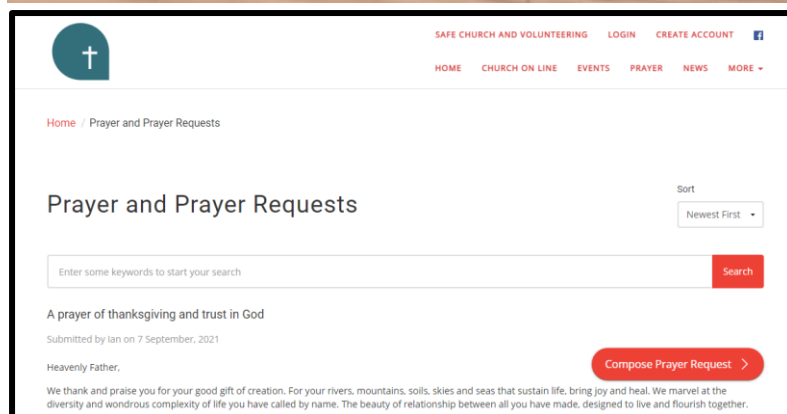 SAFE CHURCH AND VOLUNTEERING LOGIN CREATE ACCOUNT
HOME CHURCH ON LINE EVENTS PRAYER NEWS MORE
Home / Prayer and Prayer Requests
Sort
Prayer and Prayer Requests
Newest First
Enter some keywords to start your search Search
A prayer of thanksgiving and trust in God
Submitted by Ian on 7 September, 2021
Heavenly Father,
Compose Prayer Request
We thank and praise you for your good gift of creation. For your rivers, mountains, soils, skies and seas that sustain life, bring joy and heal. We marvel at the
diversity and wondrous complexity of life you have called by name. The beauty of relationship between all you have made, designed to live and flourish together.